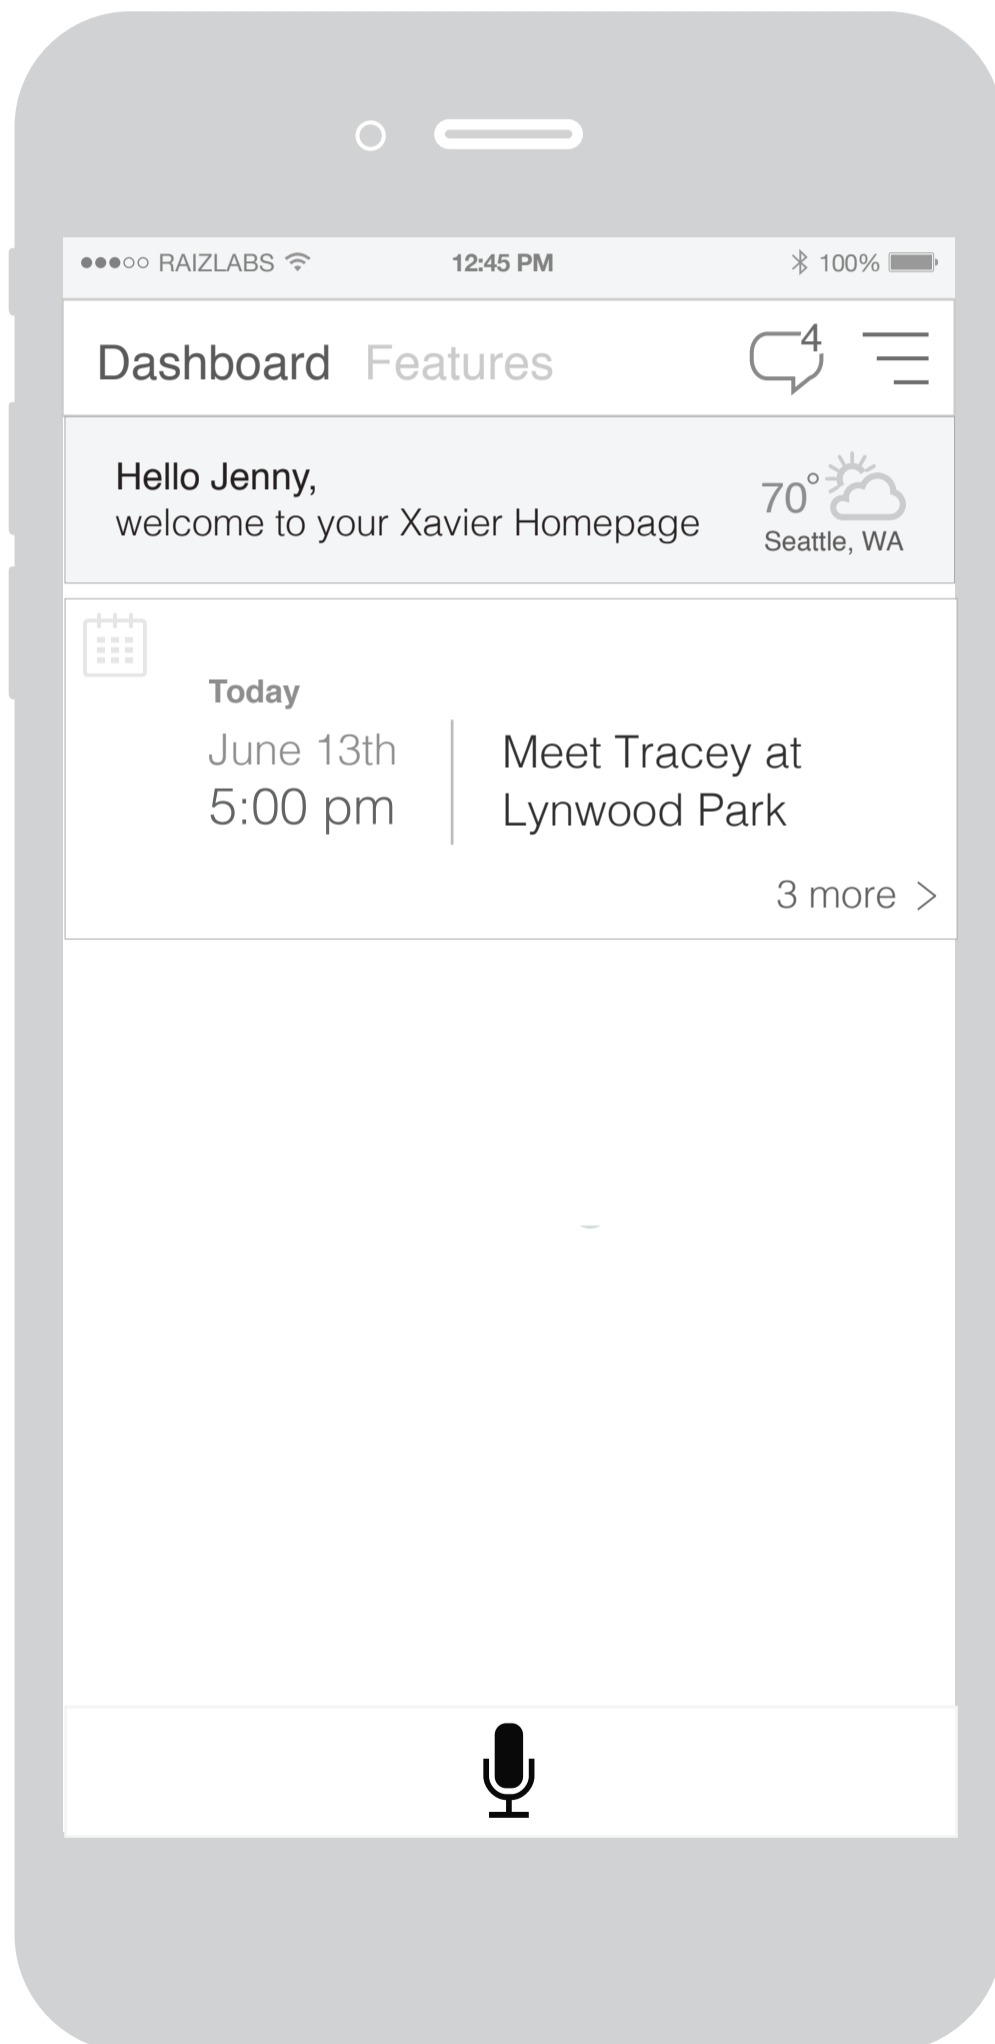 RAIZLABS 12:45 PM 100%
Dashboard Features 4
Hello Jenny,
welcome to your Xavier Homepage
70°
Seattle, WA
Today
June 13th
5:00 pm
Meet Tracey at
Lynwood Park
3 more >